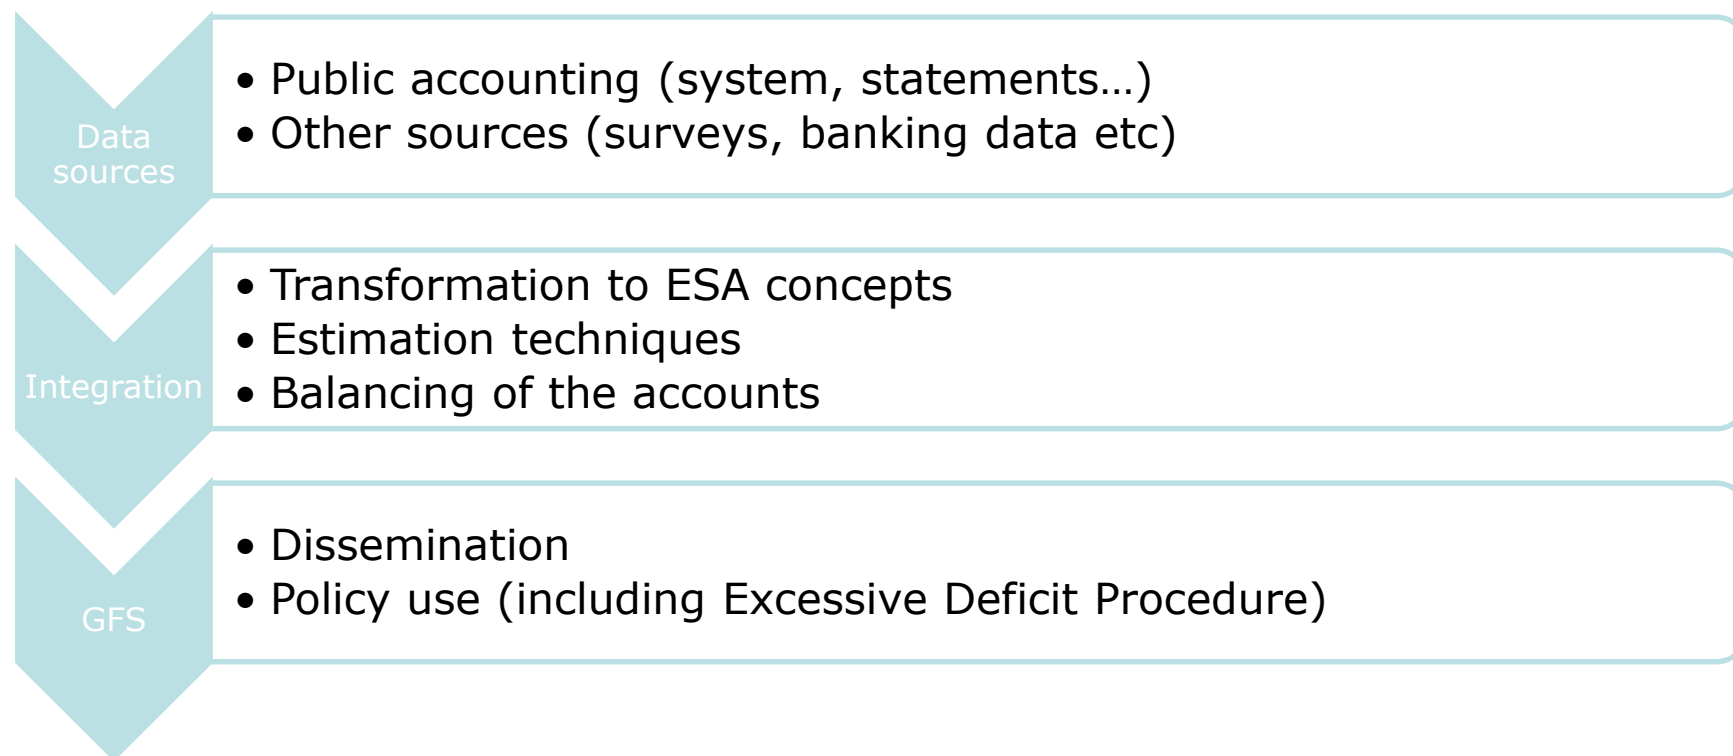 Data
sources
• Public accounting (system, statements…)
• Other sources (surveys, banking data etc)
Integration
• Transformation to ESA concepts
• Estimation techniques
• Balancing of the accounts
GFS
• Dissemination
• Policy use (including Excessive Deficit Procedure)